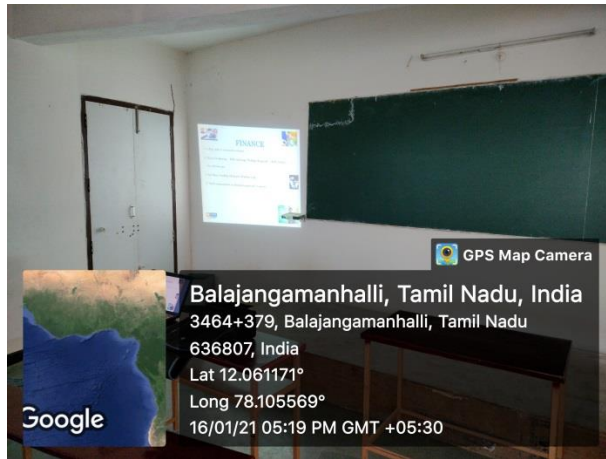 FINANCE
GPS Map Camera
Balajangamanhalli, Tamil Nadu, India
3464+379, Balajangamanhalli, Tamil Nadu
636807, India
Lat 12.061171°
Long 78.105569°
16/01/21 05:19 PM GMT +05:30
Google